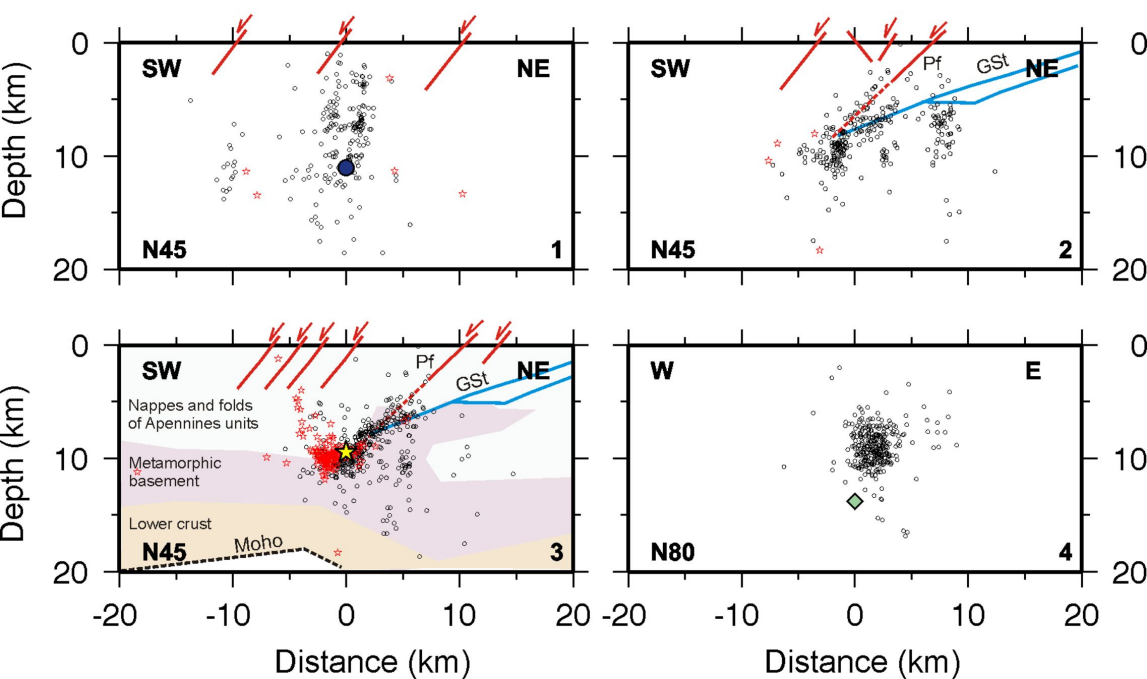 0
SW
NE
10
N45
1
20
Depth (km)
SW
Pf
GSt
NE
0
10
N45
2
20
Depth (km)
0
SW
Pf
NE
GSt
Nappes and folds
of Apennines units
10
Metamorphic
basement
Lower crust
N45
Moho
3
20
-20
-10
0
10
20
Distance (km)
0
W
E
10
N80
4
20
-20
-10
0
10
20
Distance (km)